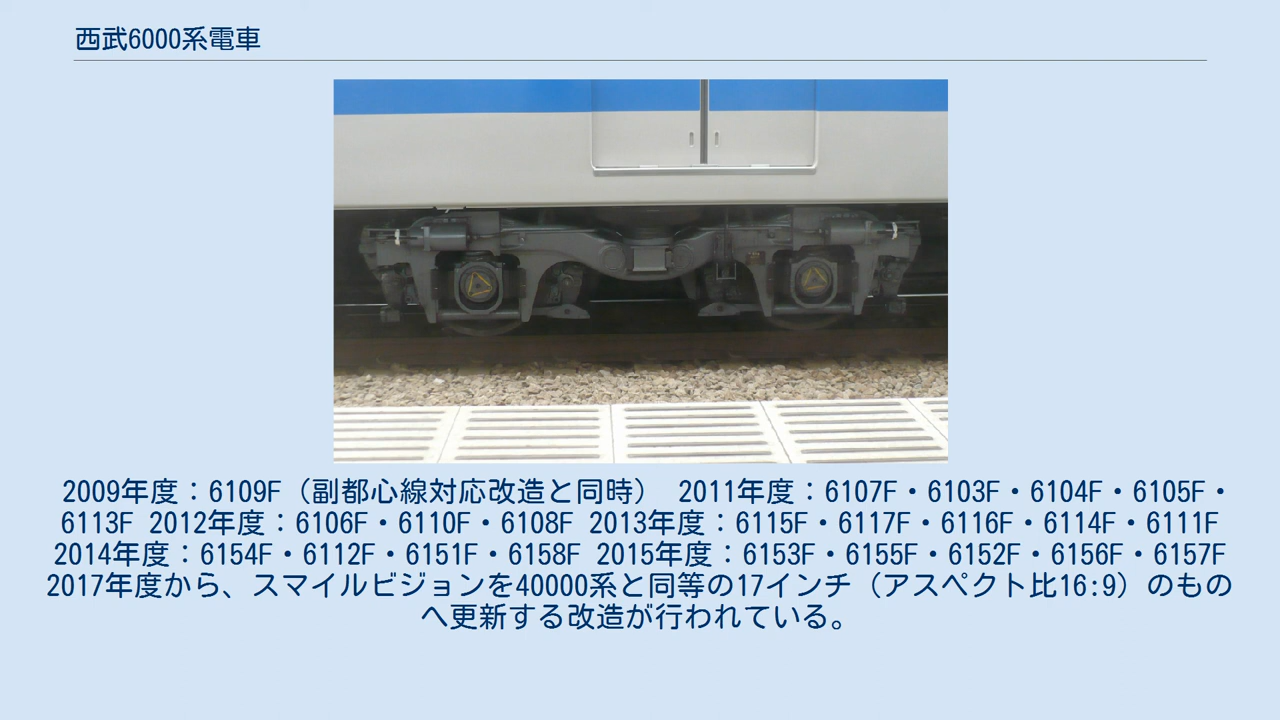 西武6000系電車
2009年度：6109F（副都心線対応改造と同時） 2011年度：6107F・6103F・6104F・6105F・
6113F 2012年度：6106F・6110F・6108F 2013年度：6115F・6117F・6116F・6114F・6111F
2014年度：6154F・6112F・6151F・6158F 2015年度：6153F・6155F・6152F・6156F・6157F
2017年度から、スマイルビジョンを40000系と同等の17インチ（アスペクト比16:9）のもの
へ更新する改造が行われている。